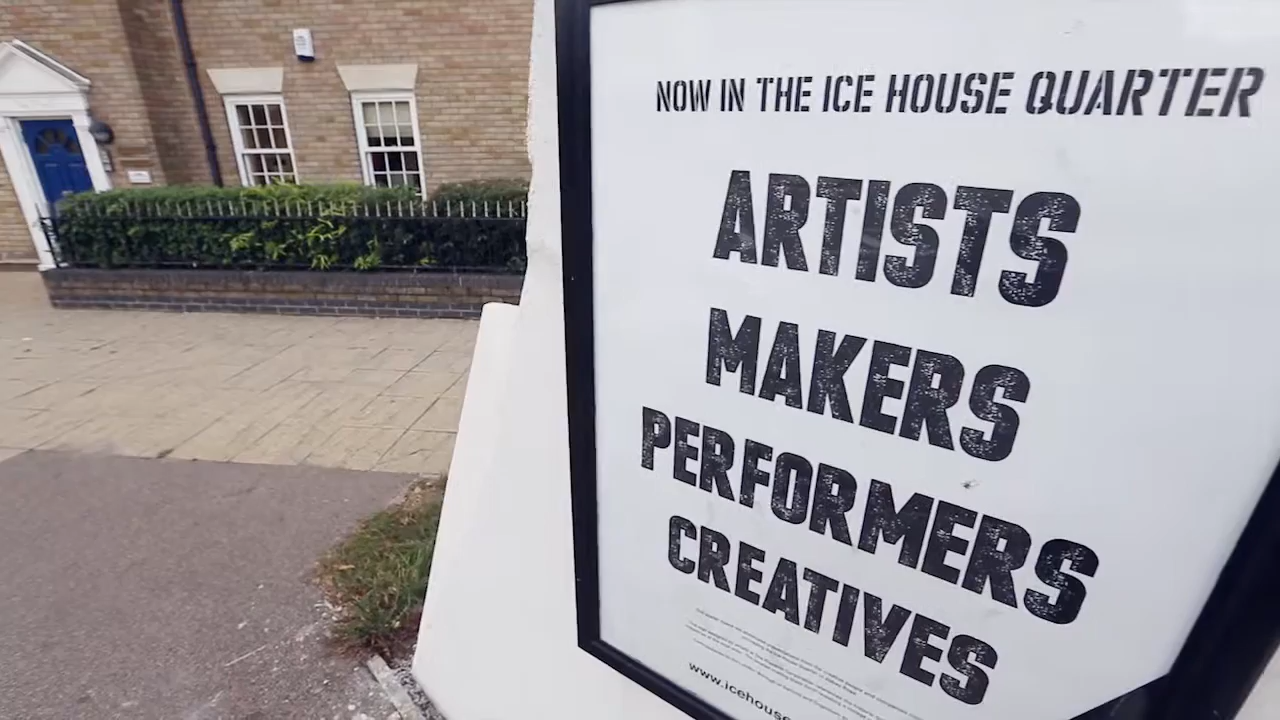 NOW IN THE ICE HOUSE QUARTER
ARTISTS
MAKERS
PERFORMERS
CREATIVES
www.icehouse